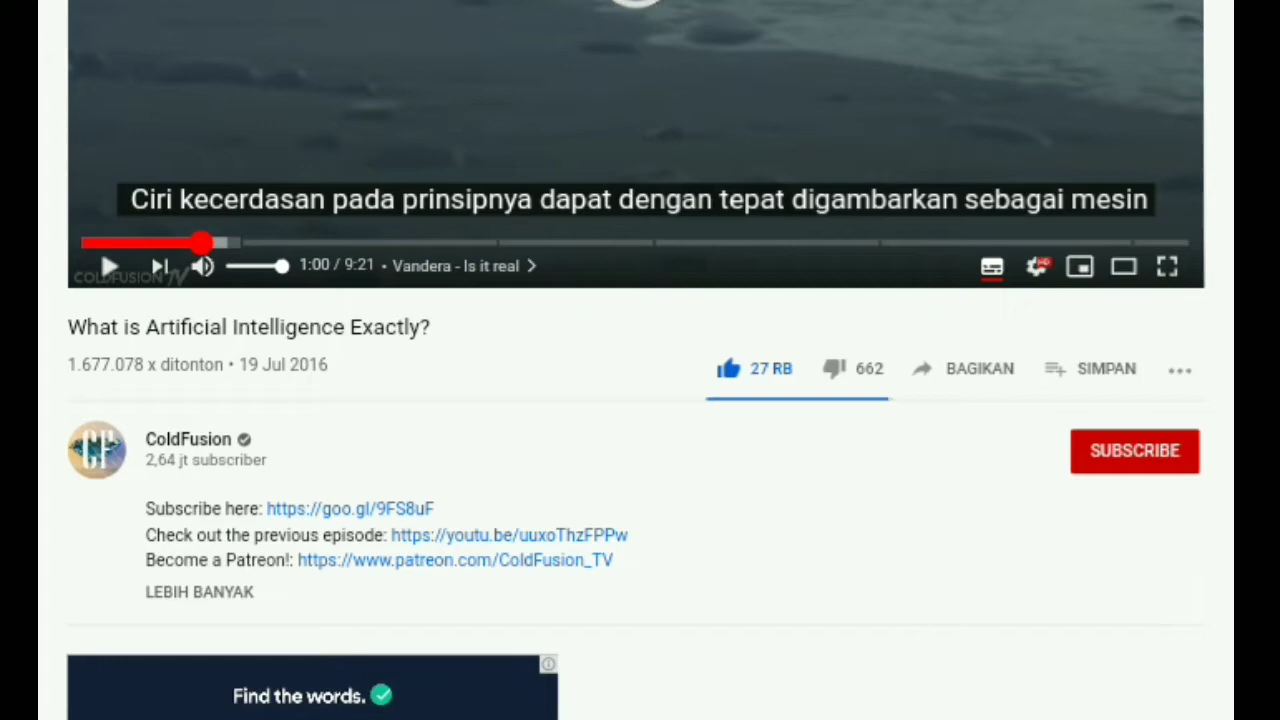 Ciri kecerdasan pada prinsipnya dapat dengan tepat digambarkan sebagai mesin
1:00 / 9:21 • Vandera - Is it real
COLDFUSION TV
What is Artificial Intelligence Exactly?
1.677.078 x ditonton • 19 Jul 2016
27 RB 662 BAGIKAN SIMPAN
CF
ColdFusion
2,64 jt subscriber
SUBSCRIBE
Subscribe here: https://goo.gl/9FS8uF
Check out the previous episode: https://youtu.be/uuxoThzFPPw
Become a Patreon!: https://www.patreon.com/ColdFusion_TV
LEBIH BANYAK
Find the words.